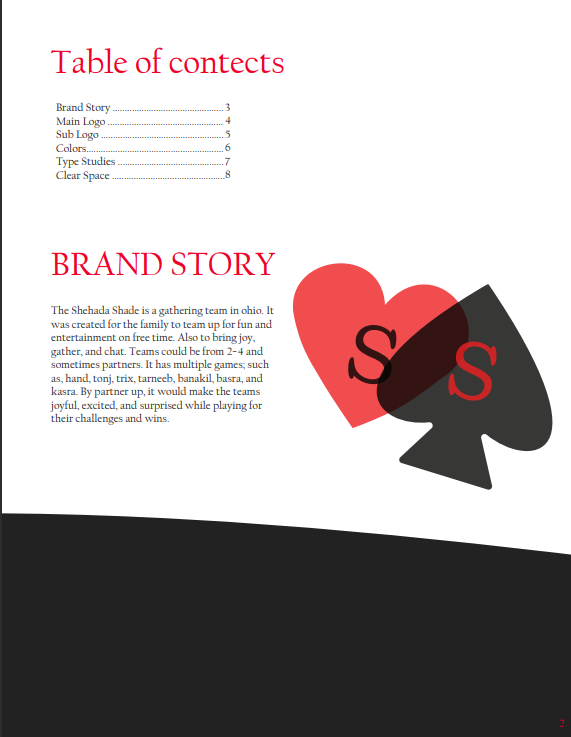 Table of contects
Brand Story ............................................ 3
Main Logo ............................................ 4
Sub Logo ............................................ 5
Colors.................................................. 6
Type Studies ........................................ 7
Clear Space ..........................................8
BRAND STORY
The Shehada Shade is a gathering team in ohio. It
was created for the family to team up for fun and
entertainment on free time. Also to bring joy,
gather, and chat. Teams could be from 2-4 and
sometimes partners. It has multiple games; such
as, hand, tonj, trix, tarneeb, banakil, basra, and
kasra. By partner up, it would make the teams
joyful, excited, and surprised while playing for
their challenges and wins.
S
S
2